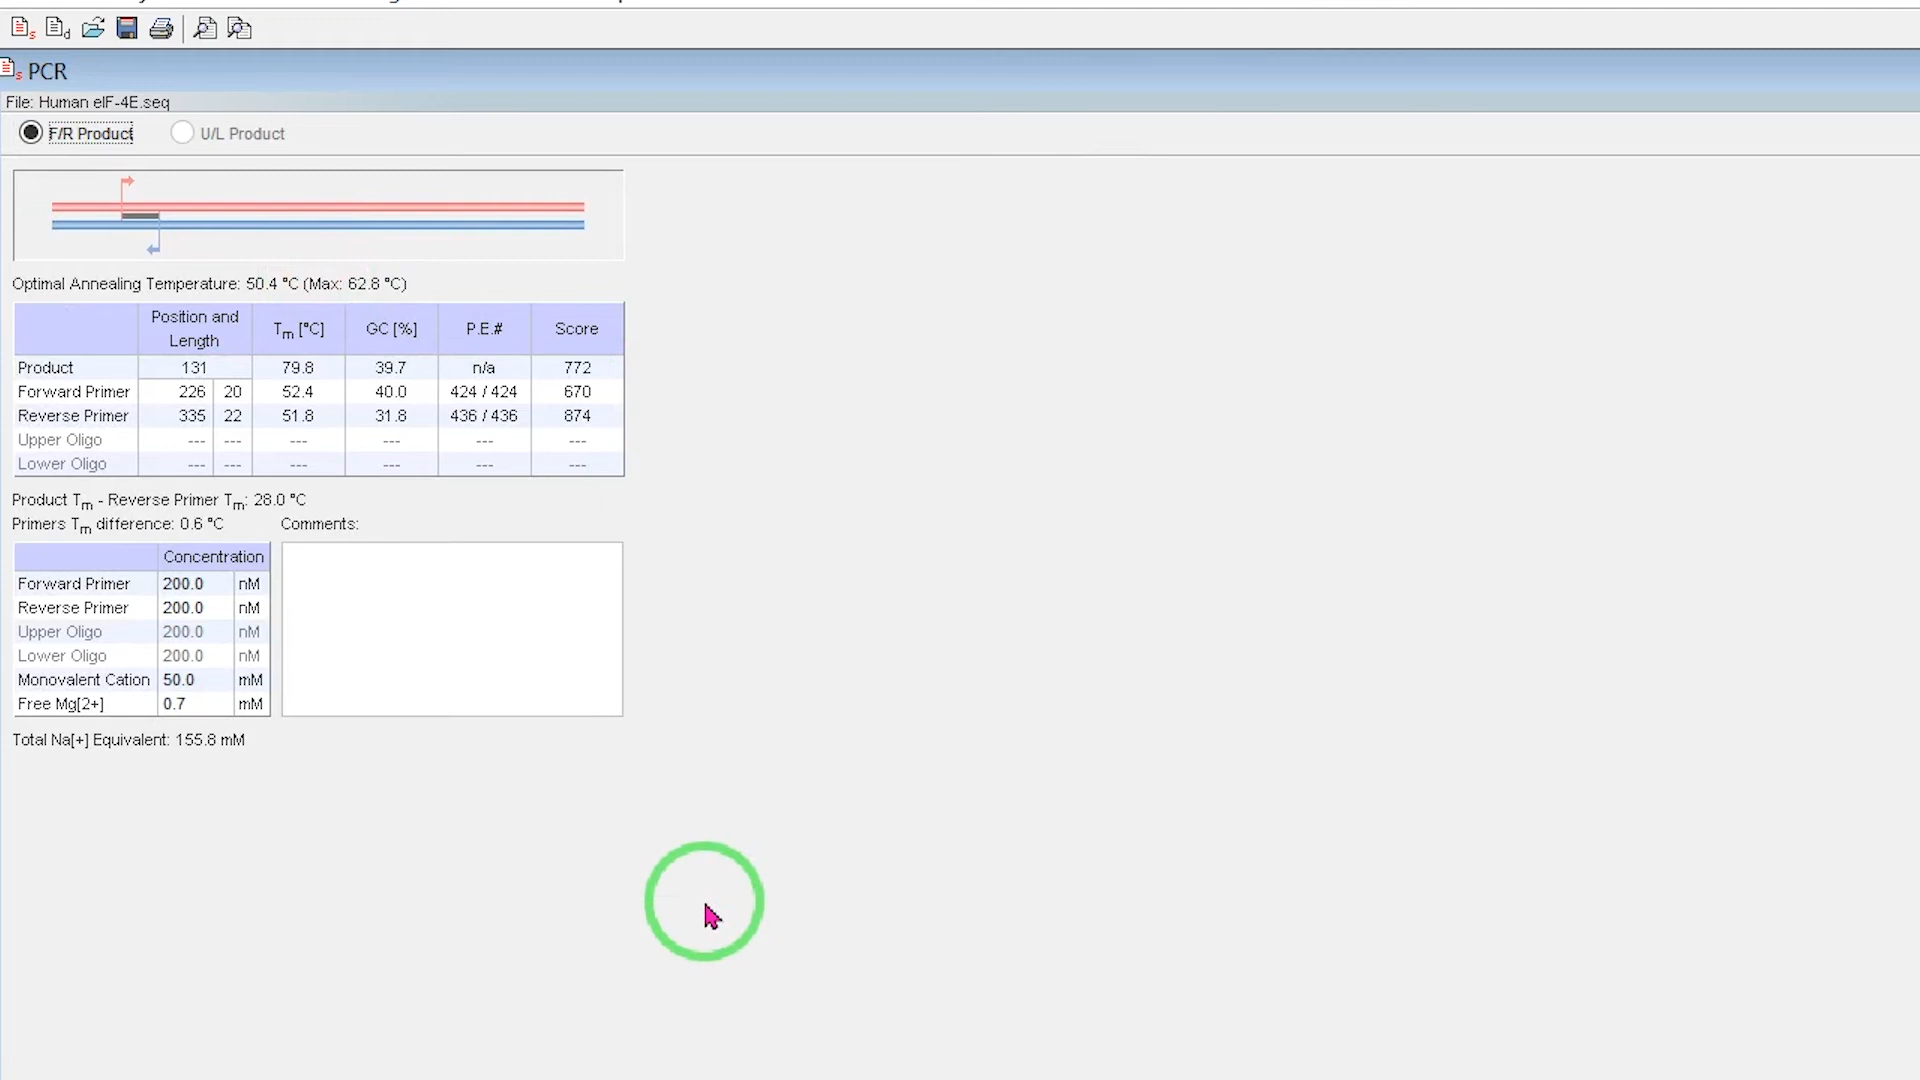 PCR
File: Human eIF-4E.seq
F/R Product U/L Product
Optimal Annealing Temperature: 50.4 °C (Max: 62.8 °C)
Position and Length Tm [°C] GC [%] P.E.# Score
Product 131 79.8 39.7 n/a 772
Forward Primer 226 20 52.4 40.0 424 / 424 670
Reverse Primer 335 22 51.8 31.8 436 / 436 874
Upper Oligo --- --- --- --- --- ---
Lower Oligo --- --- --- --- --- ---
Product Tm - Reverse Primer Tm: 28.0 °C
Primers Tm difference: 0.6 °C Comments:
Concentration
Forward Primer 200.0 nM
Reverse Primer 200.0 nM
Upper Oligo 200.0 nM
Lower Oligo 200.0 nM
Monovalent Cation 50.0 mM
Free Mg[2+] 0.7 mM
Total Na[+] Equivalent: 155.8 mM